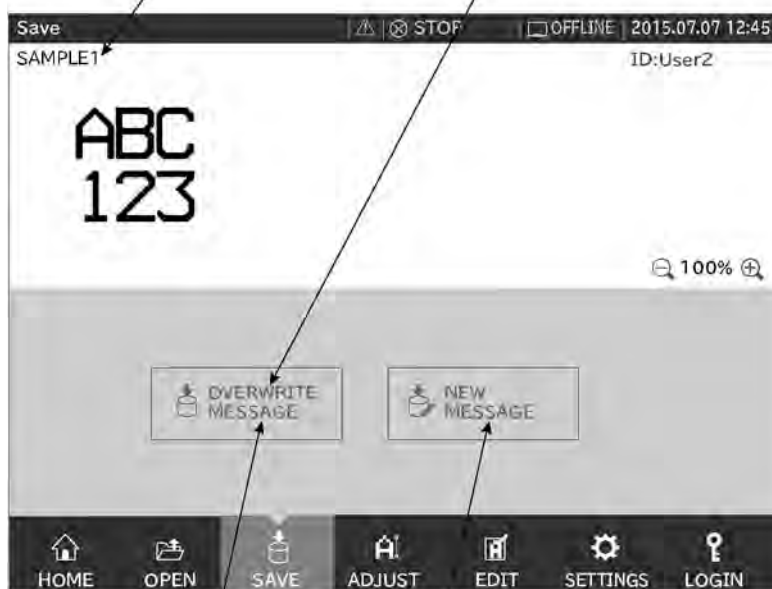 Save STOP OFFLINE 2015.07.07 12:45
SAMPLE1 ID:User2
ABC
123
100%
OVERWRITE NEW
MESSAGE MESSAGE
HOME OPEN SAVE ADJUST EDIT SETTINGS LOGIN